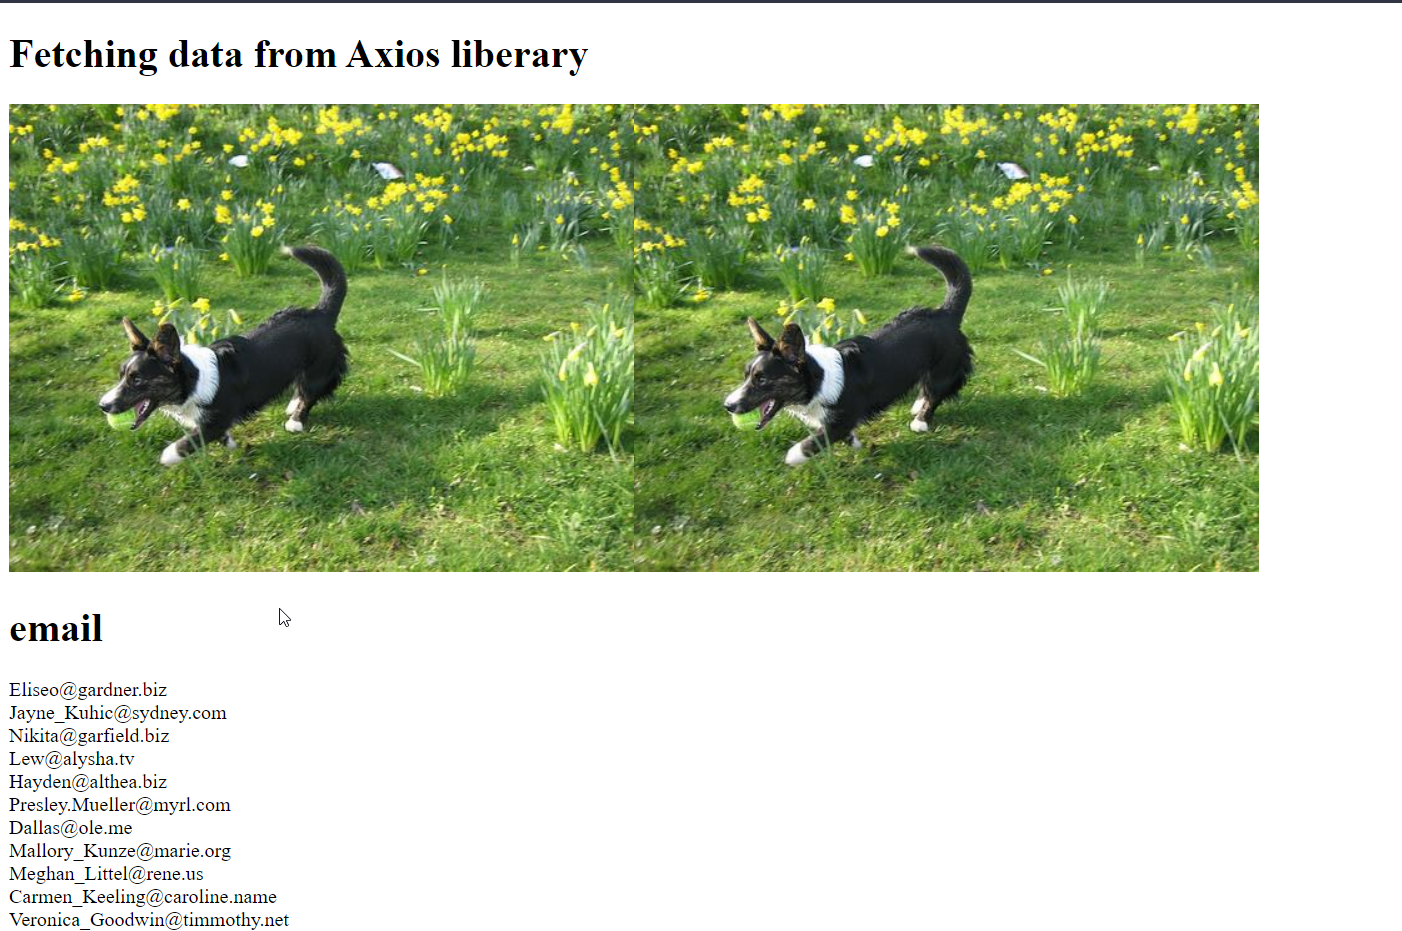 Fetching data from Axios liberary
email
Eliseo@gardner.biz
Jayne_Kuhic@sydney.com
Nikita@garfield.biz
Lew@alysha.tv
Hayden@althea.biz
Presley.Mueller@myrl.com
Dallas@ole.me
Mallory_Kunze@marie.org
Meghan_Littel@rene.us
Carmen_Keeling@caroline.name
Veronica_Goodwin@timmothy.net